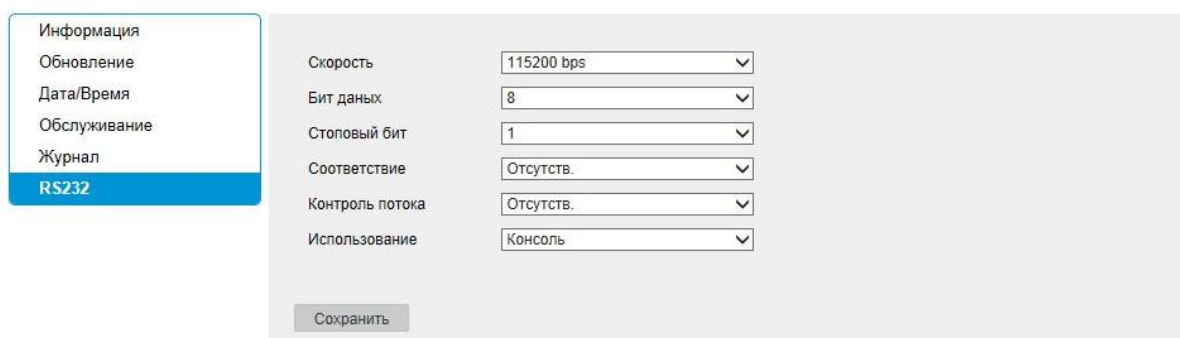 Информация
Обновление
Дата/Время
Обслуживание
Журнал
RS232
Скорость 115200 bps
Бит даных 8
Стоповый бит 1
Соответствие Отсутств.
Контроль потока Отсутств.
Использование Консоль
Сохранить